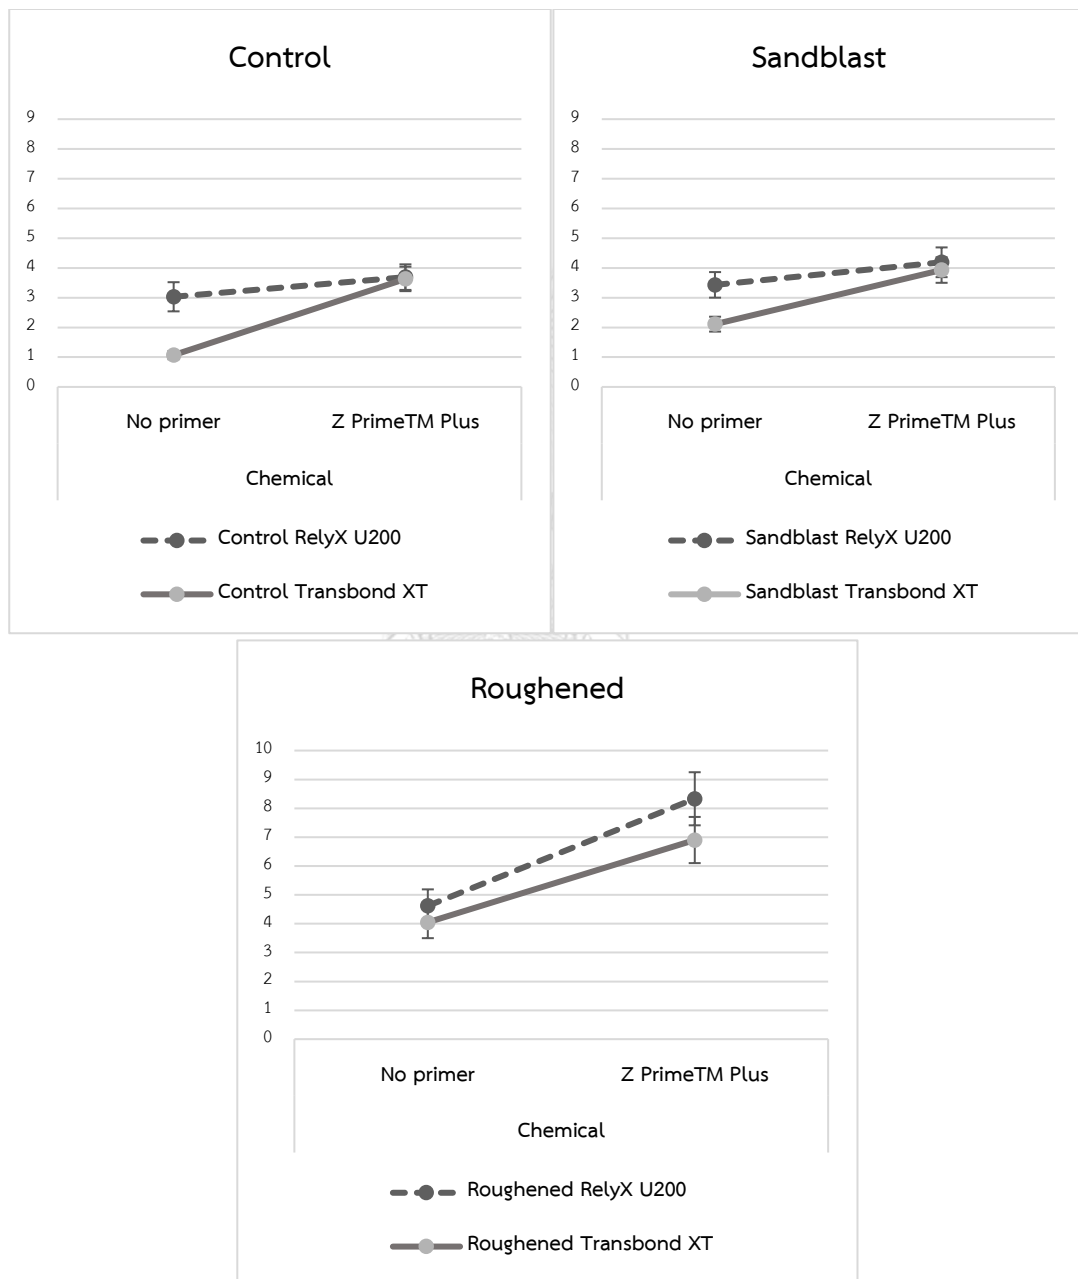 Control
9
8
7
6
5
4
3
2
1
0
No primer Z PrimeTM Plus
Chemical
Control RelyX U200
Control Transbond XT
Sandblast
9
8
7
6
5
4
3
2
1
0
No primer Z PrimeTM Plus
Chemical
Sandblast RelyX U200
Sandblast Transbond XT
Roughened
10
9
8
7
6
5
4
3
2
1
0
No primer Z PrimeTM Plus
Chemical
Roughened RelyX U200
Roughened Transbond XT